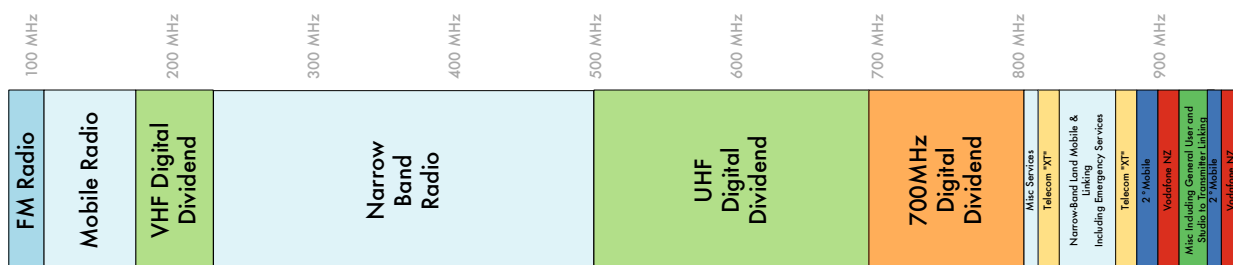 100 MHz
200 MHz
300 MHz
400 MHz
500 MHz
600 MHz
700 MHz
800 MHz
900 MHz
FM Radio
Mobile Radio
VHF Digital
Dividend
Narrow
Band
Radio
UHF
Digital
Dividend
700MHz
Digital
Dividend
Misc Services
Telecom "XT"
Narrow-Band Land Mobile &
Linking
Including Emergency Services
Telecom "XT"
2° Mobile
Vodafone NZ
Misc Including General User and
Studio to Transmitter Linking
2° Mobile
Vodafone NZ